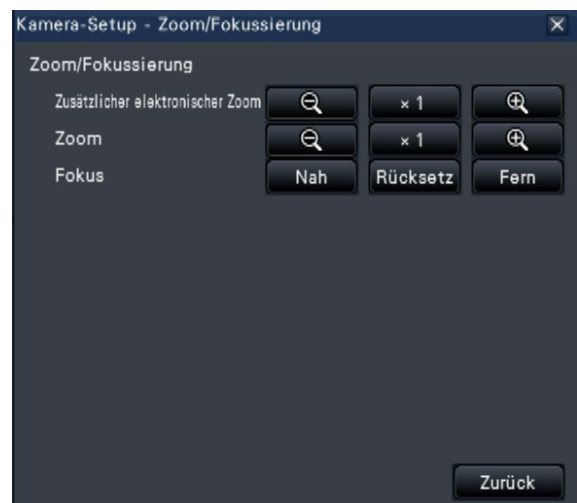 Kamera-Setup - Zoom/Fokussierung
Zoom/Fokussierung
Zusätzlicher elektronischer Zoom × 1
Zoom × 1
Fokus Nah Rücksetz Fern
Zurück